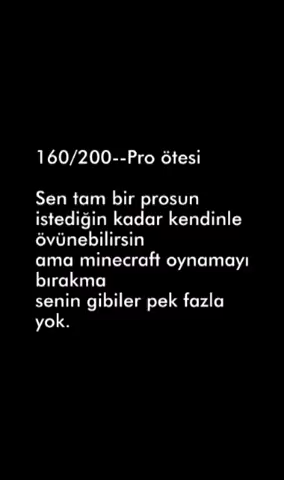 160/200--Pro ötesi
Sen tam bir prosun
istediğin kadar kendinle
övünebilirsin
ama minecraft oynamayı
bırakma
senin gibiler pek fazla
yok.